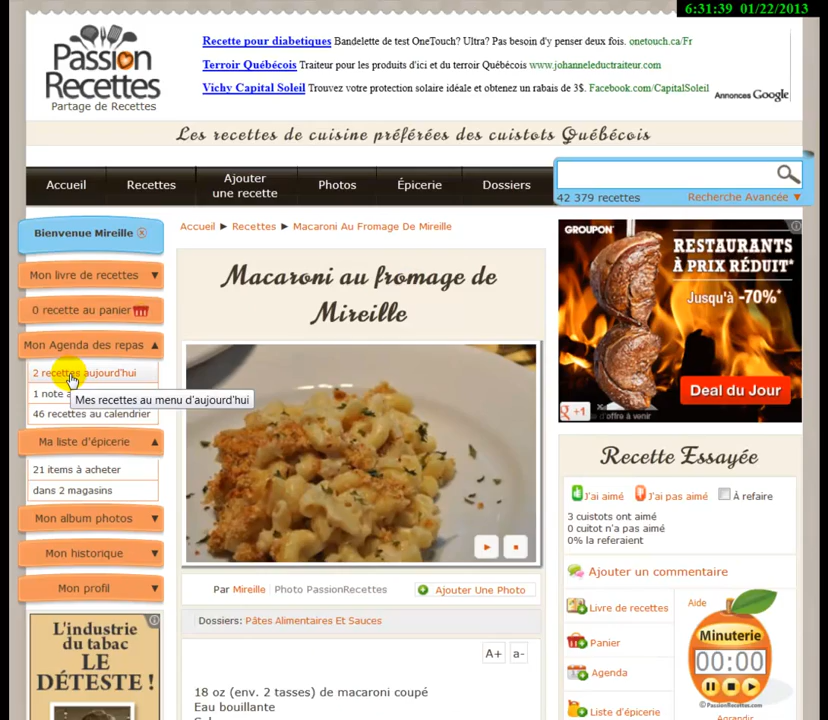 6:31:39 01/22/2013
Passion
Recettes
Partage de Recettes
Recette pour diabetiques Bandelette de test OneTouch? Ultra? Pas besoin d'y penser deux fois. onetouch.ca/Fr
Terroir Québécois Traiteur pour les produits d'ici et du terroir Québécois www.johanneleductraiteur.com
Vichy Capital Soleil Trouvez votre protection solaire idéale et obtenez un rabais de 3$. Facebook.com/CapitalSoleil
Annonces Google
Les recettes de cuisine préférées des cuistots Québécois
Accueil
Recettes
Ajouter
une recette
Photos
Épicerie
Dossiers
42 379 recettes
Recherche Avancée ▼
Bienvenue Mireille
Mon livre de recettes ▼
0 recette au panier
Mon Agenda des repas ▲
2 recettes aujourd'hui
1 note
Mes recettes au menu d'aujourd'hui
46 recettes au calendrier
Ma liste d'épicerie ▲
21 items à acheter
dans 2 magasins
Mon album photos ▼
Mon historique ▼
Mon profil ▼
L'industrie
du tabac
LE
DÉTESTE !
Accueil ► Recettes ► Macaroni Au Fromage De Mireille
Macaroni au fromage de
Mireille
Par Mireille
Photo PassionRecettes
Ajouter Une Photo
Dossiers: Pâtes Alimentaires Et Sauces
A+ a-
18 oz (env. 2 tasses) de macaroni coupé
Eau bouillante
GROUPON
RESTAURANTS
À PRIX RÉDUIT*
Jusqu'à -70%*
Deal du Jour
g +1
d'offre à venir
Recette Essayée
J'ai aimé
J'ai pas aimé
À refaire
3 cuistots ont aimé
0 cuitot n'a pas aimé
0% la referaient
Ajouter un commentaire
Livre de recettes
Panier
Agenda
Liste d'épicerie
Aide
Minuterie
00:00
© PassionRecettes.com
Agrandir